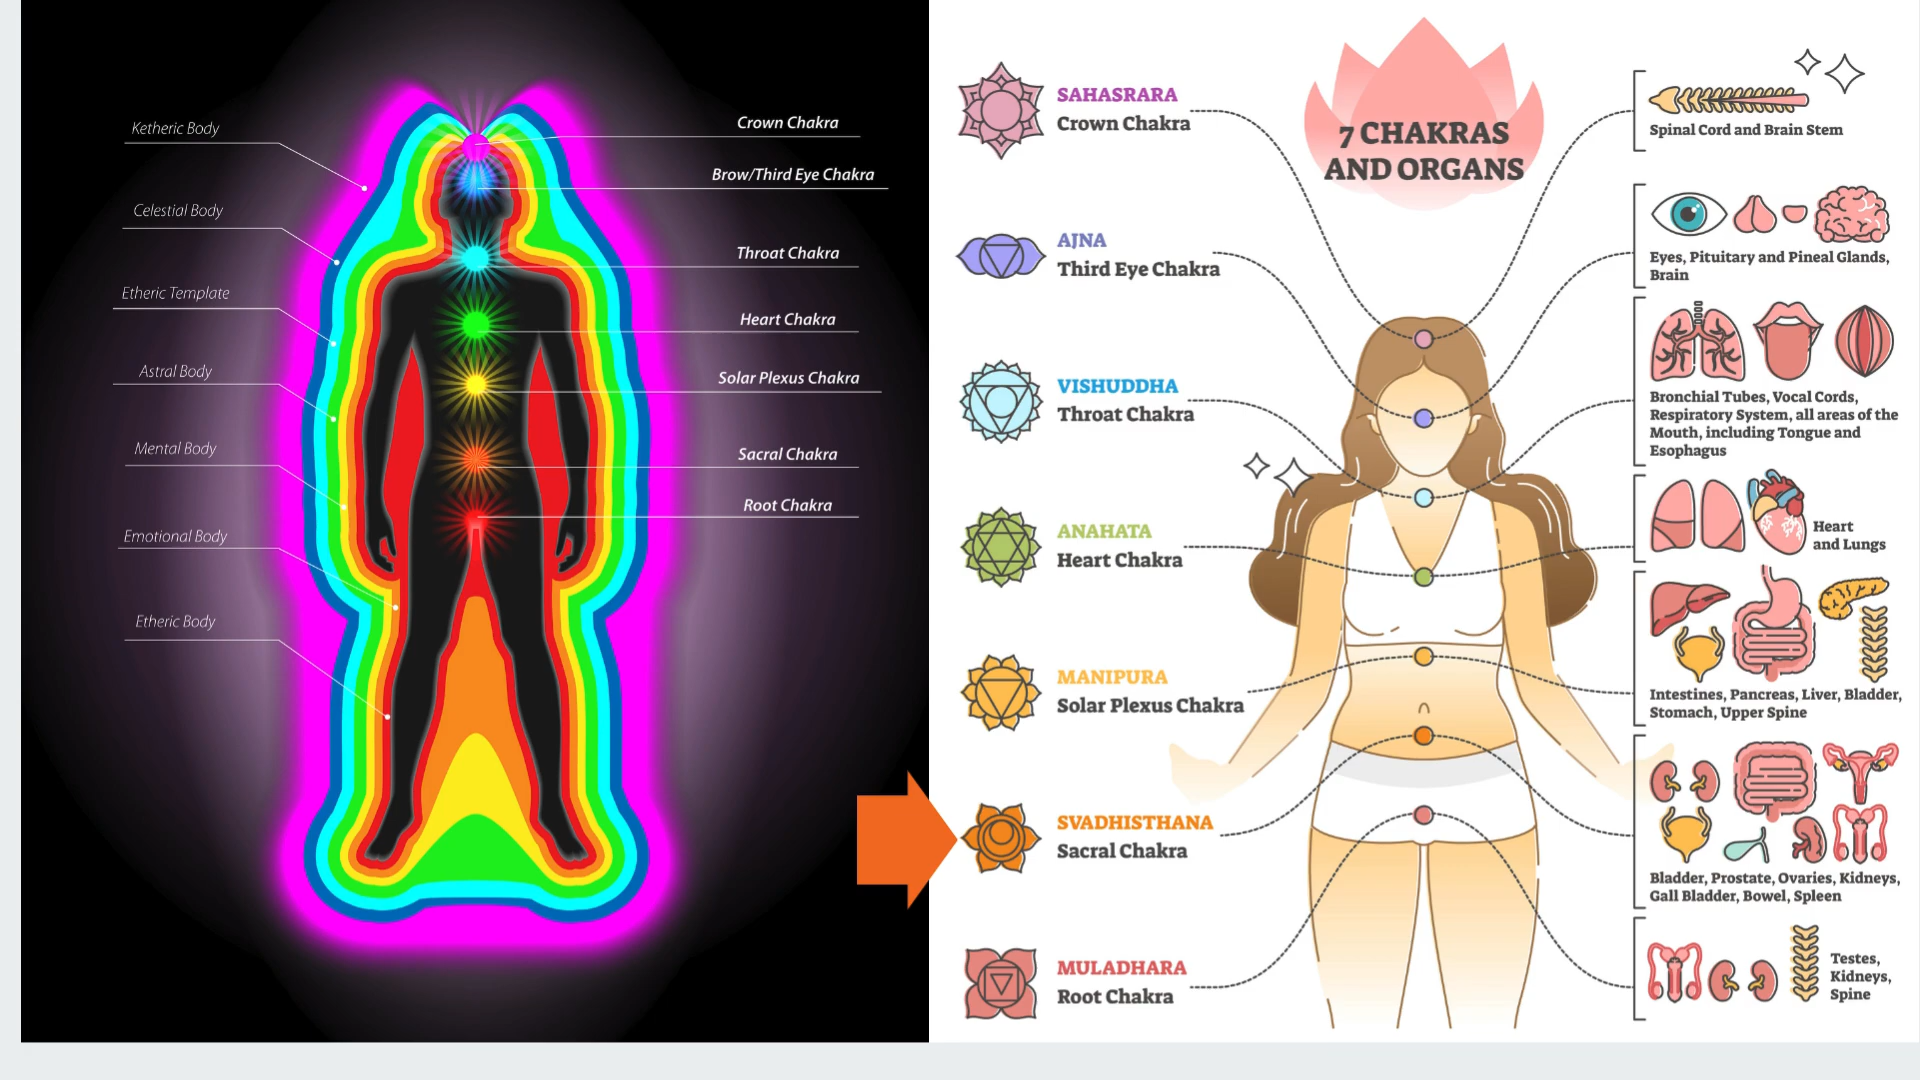 Ketheric Body
Celestial Body
Etheric Template
Astral Body
Mental Body
Emotional Body
Etheric Body
Crown Chakra
Brow/Third Eye Chakra
Throat Chakra
Heart Chakra
Solar Plexus Chakra
Sacral Chakra
Root Chakra
7 CHAKRAS
AND ORGANS
SAHASRARA
Crown Chakra
AJNA
Third Eye Chakra
VISHUDDHA
Throat Chakra
ANAHATA
Heart Chakra
MANIPURA
Solar Plexus Chakra
SVADHISTHANA
Sacral Chakra
MULADHARA
Root Chakra
Spinal Cord and Brain Stem
Eyes, Pituitary and Pineal Glands,
Brain
Bronchial Tubes, Vocal Cords,
Respiratory System, all areas of the
Mouth, including Tongue and
Esophagus
Heart
and Lungs
Intestines, Pancreas, Liver, Bladder,
Stomach, Upper Spine
Bladder, Prostate, Ovaries, Kidneys,
Gall Bladder, Bowel, Spleen
Testes,
Kidneys,
Spine